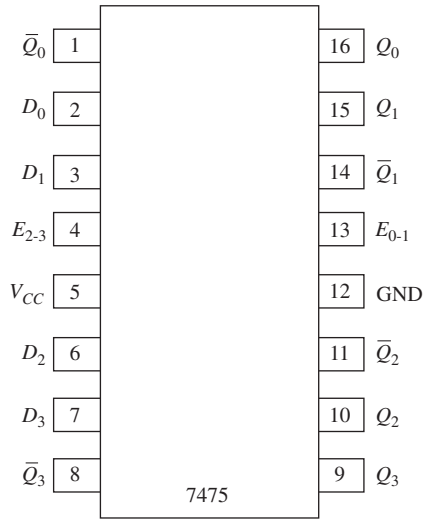 Q̅0 1 16 Q0
D0 2 15 Q1
D1 3 14 Q̅1
E2-3 4 13 E0-1
VCC 5 12 GND
D2 6 11 Q̅2
D3 7 10 Q2
Q̅3 8 9 Q3
7475